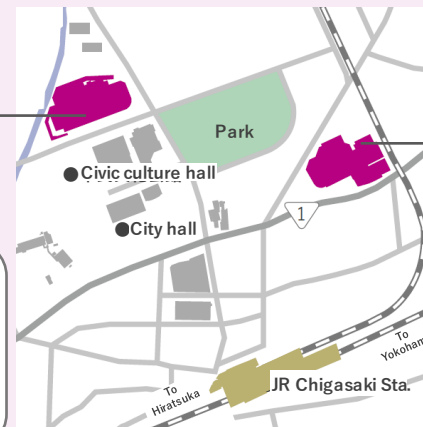 Park
Civic culture hall
City hall
1
To
Yokoham
JR Chigasaki Sta.
To
Hiratsuka